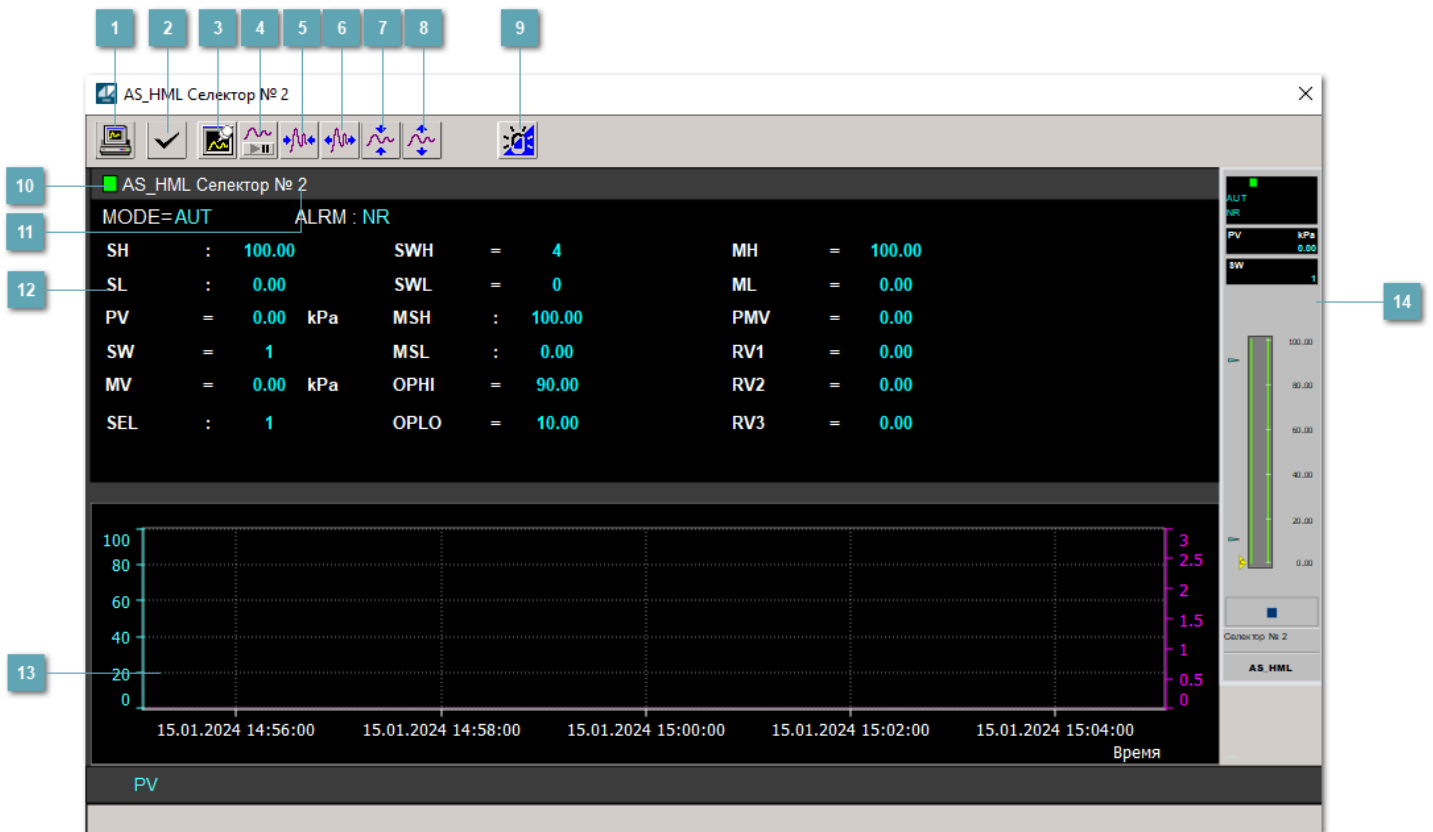 1 2 3 4 5 6 7 8 9
AS_HML Селектор № 2
10
AS_HML Селектор № 2
11
MODE=AUT ALRM : NR
SH : 100.00 SWH = 4 MH = 100.00
12
SL : 0.00 SWL = 0 ML = 0.00
PV = 0.00 kPa MSH : 100.00 PMV = 0.00
SW = 1 MSL : 0.00 RV1 = 0.00
MV = 0.00 kPa OPHI = 90.00 RV2 = 0.00
SEL : 1 OPLO = 10.00 RV3 = 0.00
AUT
NR
PV kPa
0.00
SW
1
14
100.00
80.00
60.00
40.00
20.00
0.00
Селектор № 2
AS_HML
13
100
80
60
40
20
0
3
2.5
2
1.5
1
0.5
0
15.01.2024 14:56:00 15.01.2024 14:58:00 15.01.2024 15:00:00 15.01.2024 15:02:00 15.01.2024 15:04:00
Время
PV